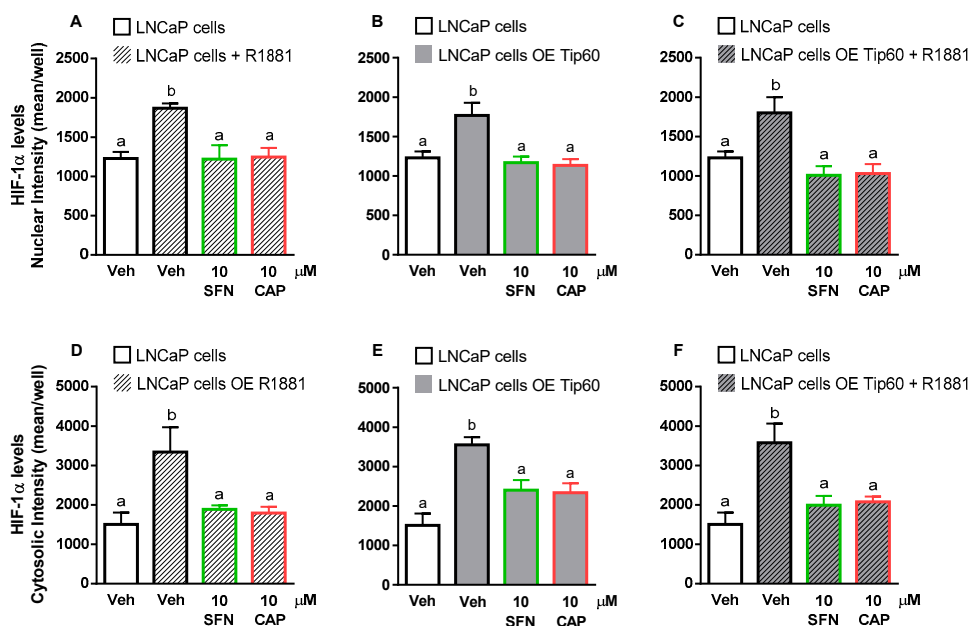 A
LNCaP cells
LNCaP cells + R1881
HIF-1α levels
Nuclear Intensity (mean/well)
2500
2000
1500
1000
500
0
a
b
a
a
Veh
Veh
10
10
μM
SFN
CAP
B
LNCaP cells
LNCaP cells OE Tip60
2500
2000
1500
1000
500
0
a
b
a
a
Veh
Veh
10
10
μM
SFN
CAP
C
LNCaP cells
LNCaP cells OE Tip60 + R1881
2500
2000
1500
1000
500
0
a
b
a
a
Veh
Veh
10
10
μM
SFN
CAP
D
LNCaP cells
LNCaP cells OE R1881
HIF-1α levels
Cytosolic Intensity (mean/well)
5000
4000
3000
2000
1000
0
a
b
a
a
Veh
Veh
10
10
μM
SFN
CAP
E
LNCaP cells
LNCaP cells OE Tip60
5000
4000
3000
2000
1000
0
a
b
a
a
Veh
Veh
10
10
μM
SFN
CAP
F
LNCaP cells
LNCaP cells OE Tip60 + R1881
5000
4000
3000
2000
1000
0
a
b
a
a
Veh
Veh
10
10
μM
SFN
CAP